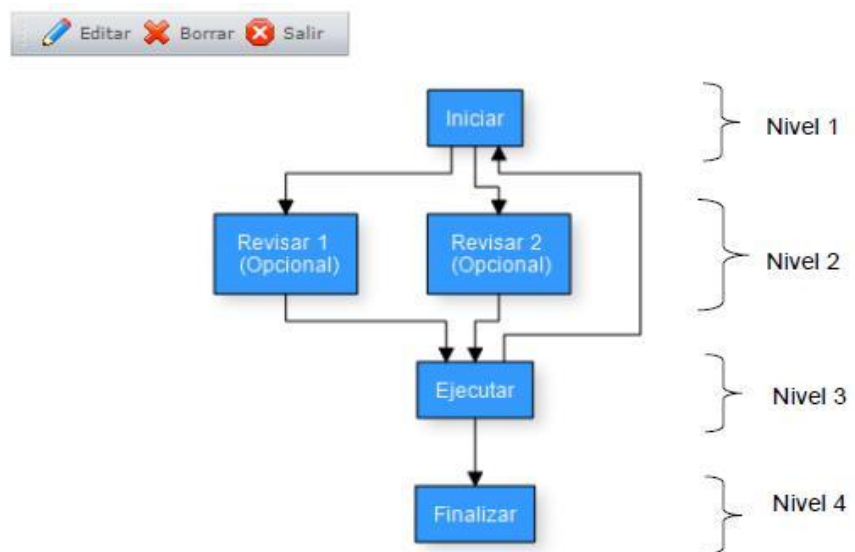 Editar Borrar Salir
Iniciar
Nivel 1
Revisar 1
(Opcional)
Revisar 2
(Opcional)
Nivel 2
Ejecutar
Nivel 3
Finalizar
Nivel 4